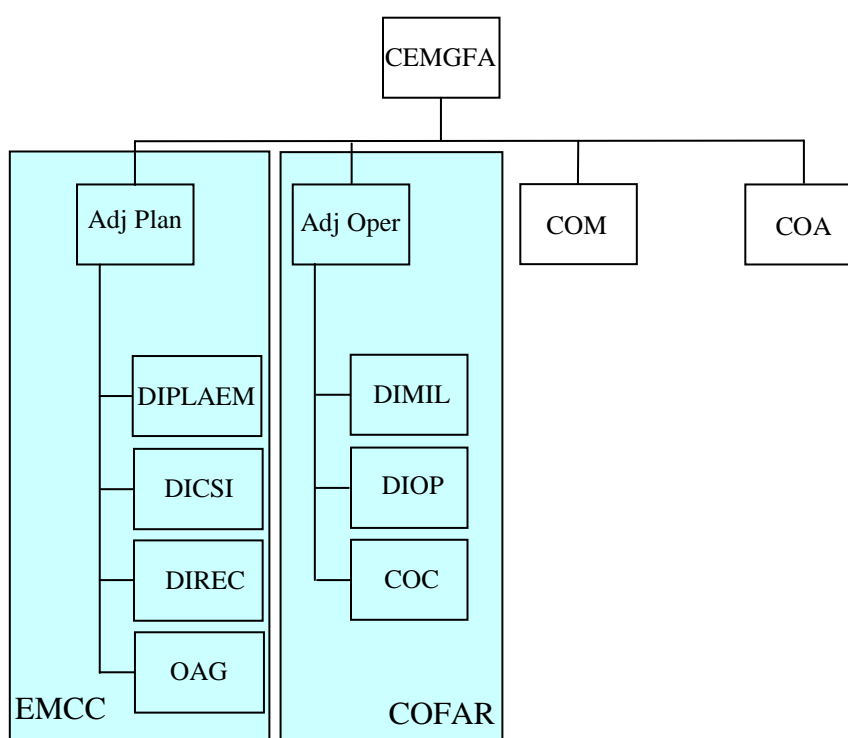 CEMGFA
Adj Plan
Adj Oper
COM
COA
DIPLAEM
DICSI
DIREC
OAG
EMCC
DIMIL
DIOP
COC
COFAR